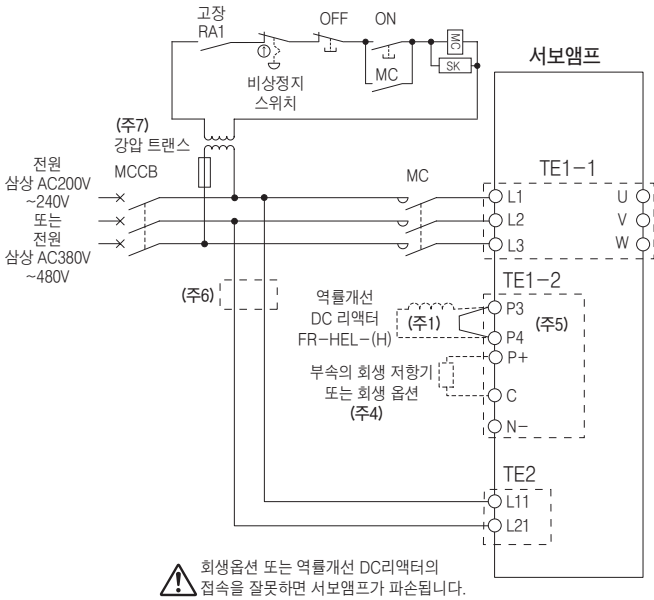 고장
RA1
OFF
ON
MC
SK
MC
비상정지
스위치
서보앰프
(주7)
강압 트랜스
전원
삼상 AC200V
~240V
또는
전원
삼상 AC380V
~480V
MCCB
MC
TE1-1
L1
L2
L3
U
V
W
(주6)
역률개선
DC 리액터
FR-HEL-(H)
(주1)
TE1-2
P3
(주5)
P4
P+
C
N-
부속의 회생 저항기
또는 회생 옵션
(주4)
TE2
L11
L21
회생옵션 또는 역률개선 DC리액터의
접속을 잘못하면 서보앰프가 파손됩니다.